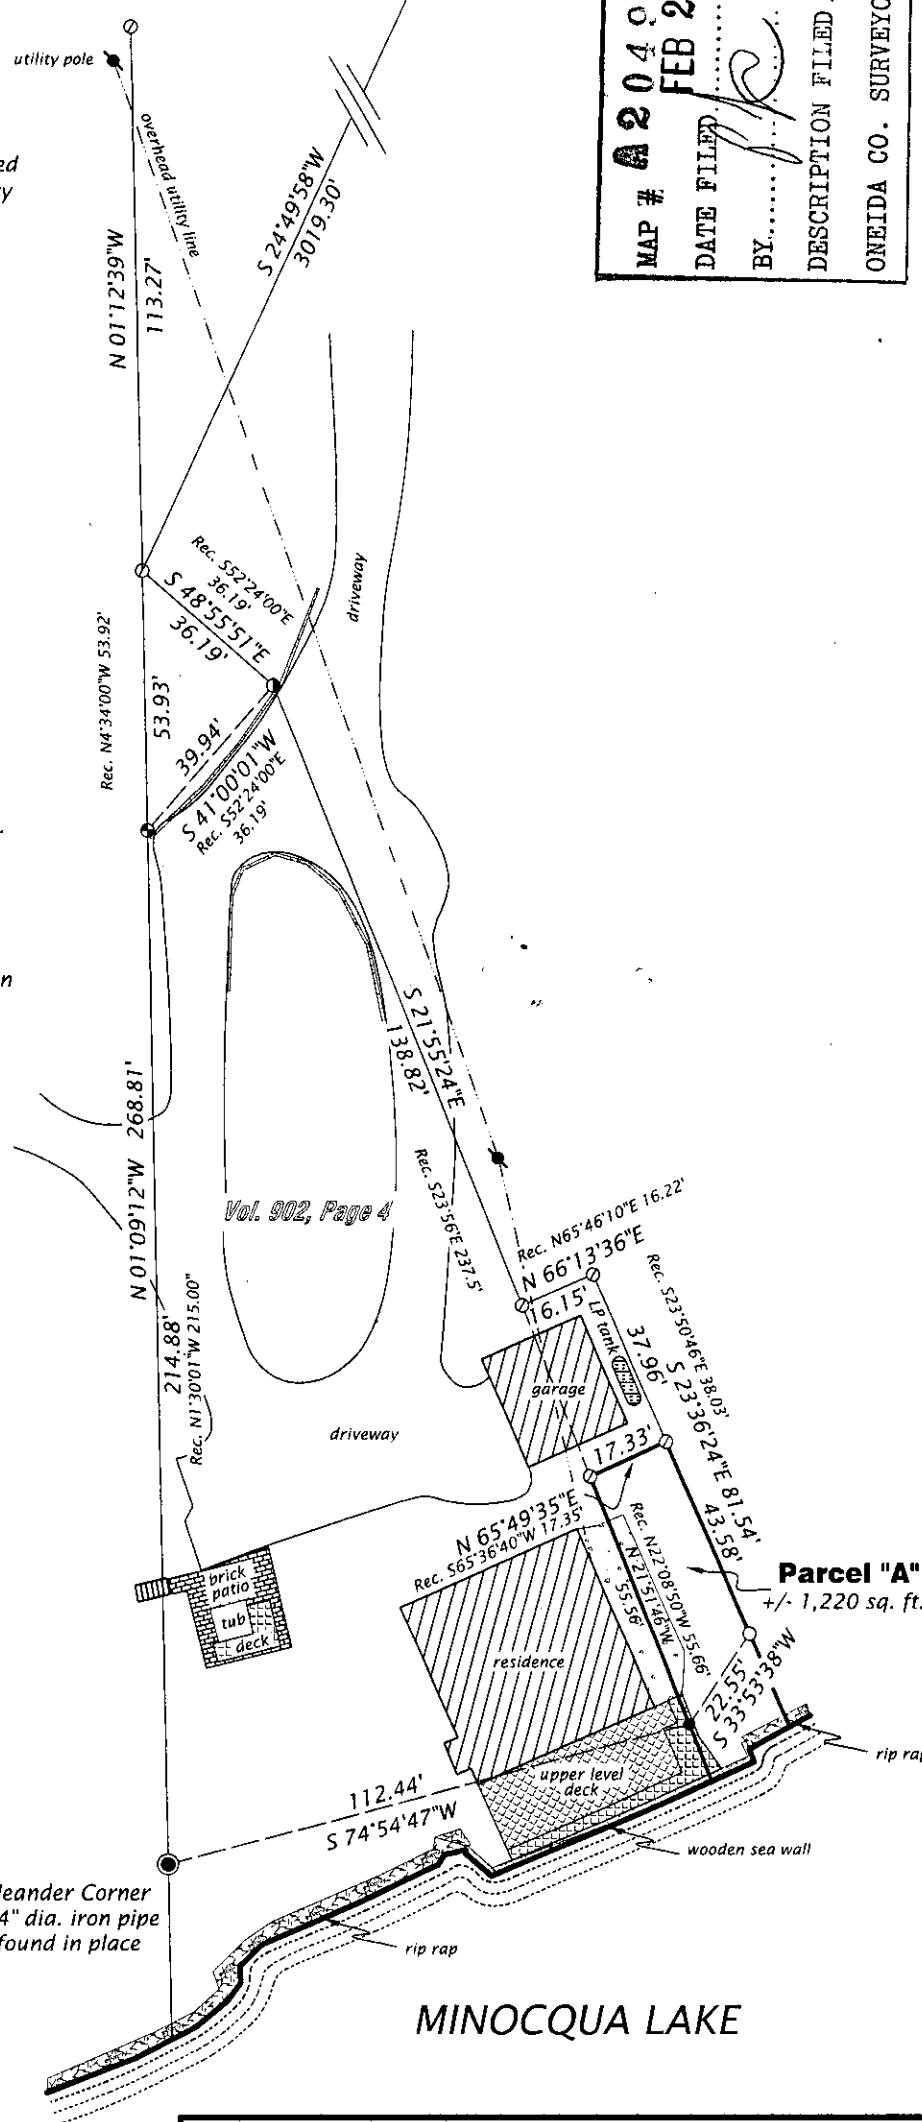 MAP # A2049
FEB 2
DATE FILED
BY
DESCRIPTION FILED
ONEIDA CO. SURVEYO
utility pole
overhead utility line
ed
y
N 01°12'39"W
113.27'
S 24°49'58"W
3019.30'
driveway
Rec. S52°24'00"E
36.19'
S 48°55'51"E
36.19'
Rec. N4°34'00"W 53.92'
53.93'
39.94'
S 41°00'01"W
Rec. S52°24'00"E
36.19'
n
S 21°55'24"E
138.82'
N 01°09'12"W 268.81'
Rec. S23°56'E 237.5'
Vol. 902, Page 4
Rec. N65°46'10"E 16.22'
N 66°13'36"E
16.15'
LP tank
Rec. S23°50'46"E 38.03'
37.96'
S 23°36'24"E 81.54'
43.58'
214.88'
Rec. N1°30'01"W 215.00"
garage
driveway
17.33'
N 65°49'35"E
Rec. S65°36'40"W 17.35'
Rec. N22°08'50"W 55.66'
N 21°51'46"W
55.56'
Parcel "A"
+/- 1,220 sq. ft.
brick
patio
tub
deck
residence
22.55'
S 33°53'38"W
rip rap
upper level
deck
112.44'
S 74°54'47"W
wooden sea wall
leander Corner
4" dia. iron pipe
found in place
rip rap
MINOCQUA LAKE